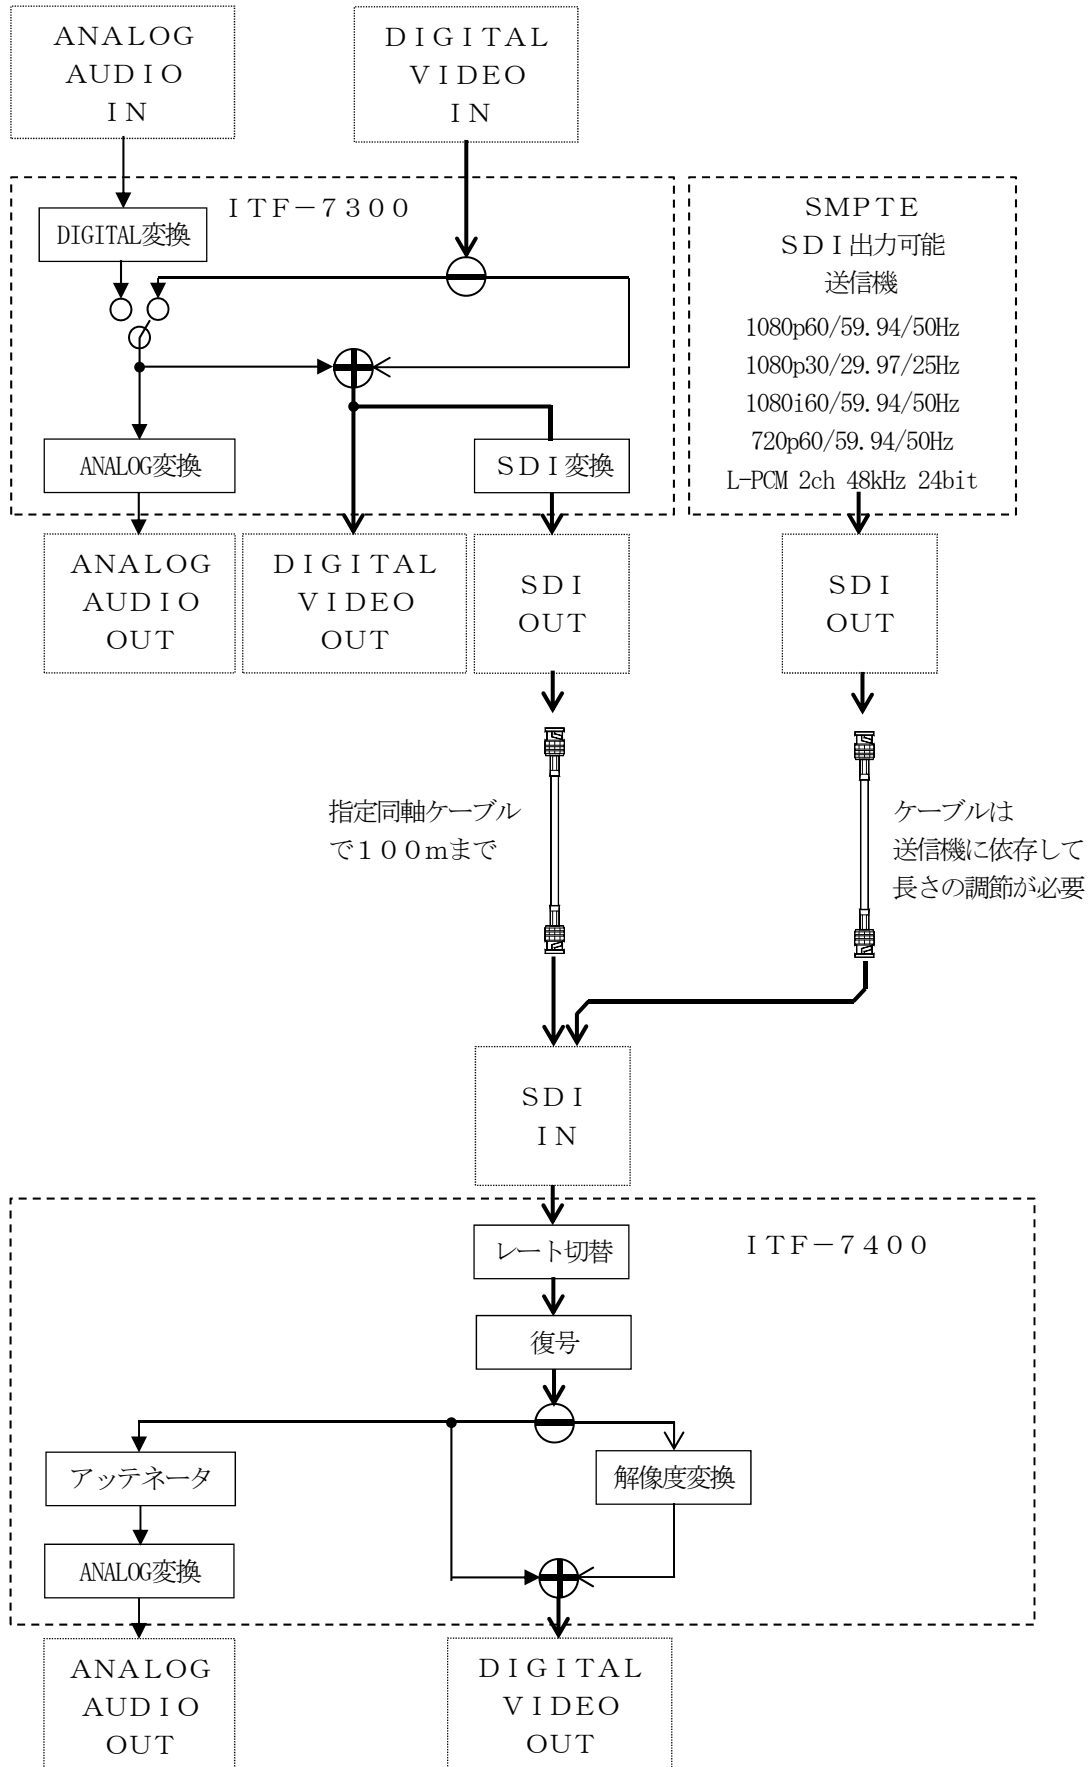 ANALOG
AUDIO
IN
DIGITAL
VIDEO
IN
ITF－7300
DIGITAL変換
ANALOG変換
SDI変換
SMPTE
SDI出力可能
送信機
1080p60/59.94/50Hz
1080p30/29.97/25Hz
1080i60/59.94/50Hz
720p60/59.94/50Hz
L-PCM 2ch 48kHz 24bit
ANALOG
AUDIO
OUT
DIGITAL
VIDEO
OUT
SDI
OUT
SDI
OUT
指定同軸ケーブル
で100mまで
ケーブルは
送信機に依存して
長さの調節が必要
SDI
IN
ITF－7400
レート切替
復号
アッテネータ
解像度変換
ANALOG変換
ANALOG
AUDIO
OUT
DIGITAL
VIDEO
OUT